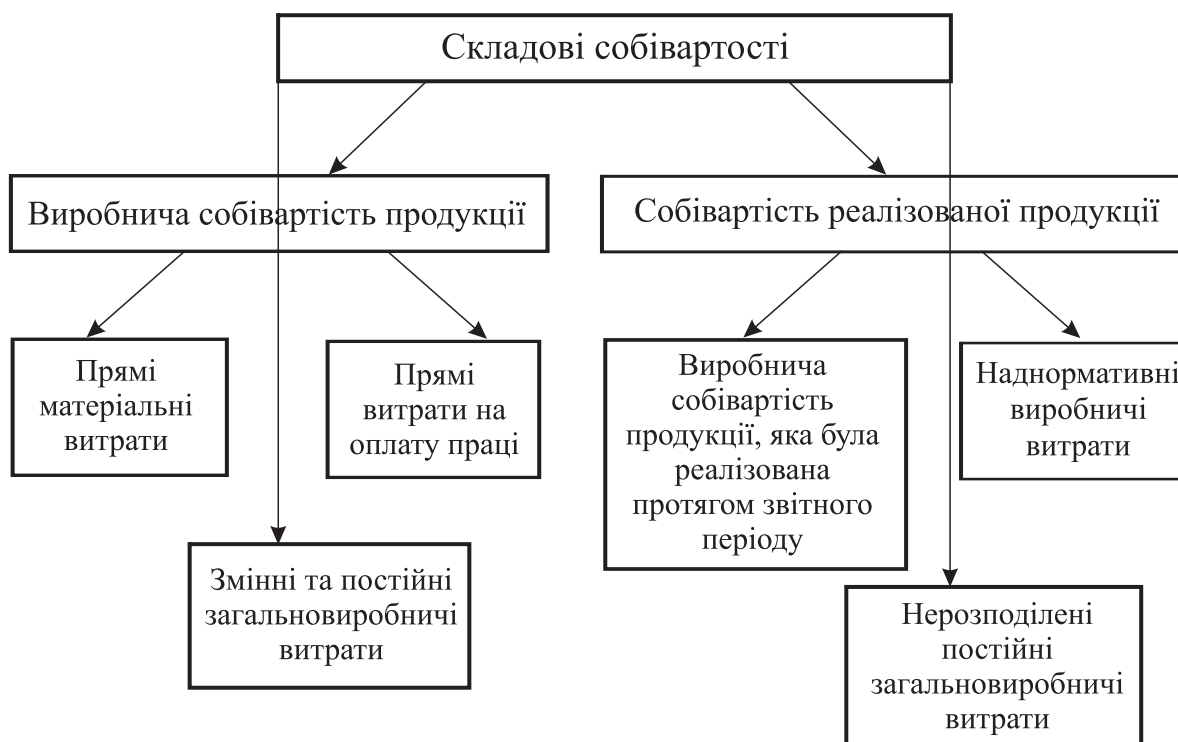 Складові собівартості
Виробнича собівартість продукції
Собівартість реалізованої продукції
Прямі
матеріальні
витрати
Прямі
витрати на
оплату праці
Виробнича
собівартість
продукції, яка була
реалізована
протягом звітного
періоду
Наднормативні
виробничі
витрати
Змінні та постійні
загальновиробничі
витрати
Нерозподілені
постійні
загальновиробничі
витрати